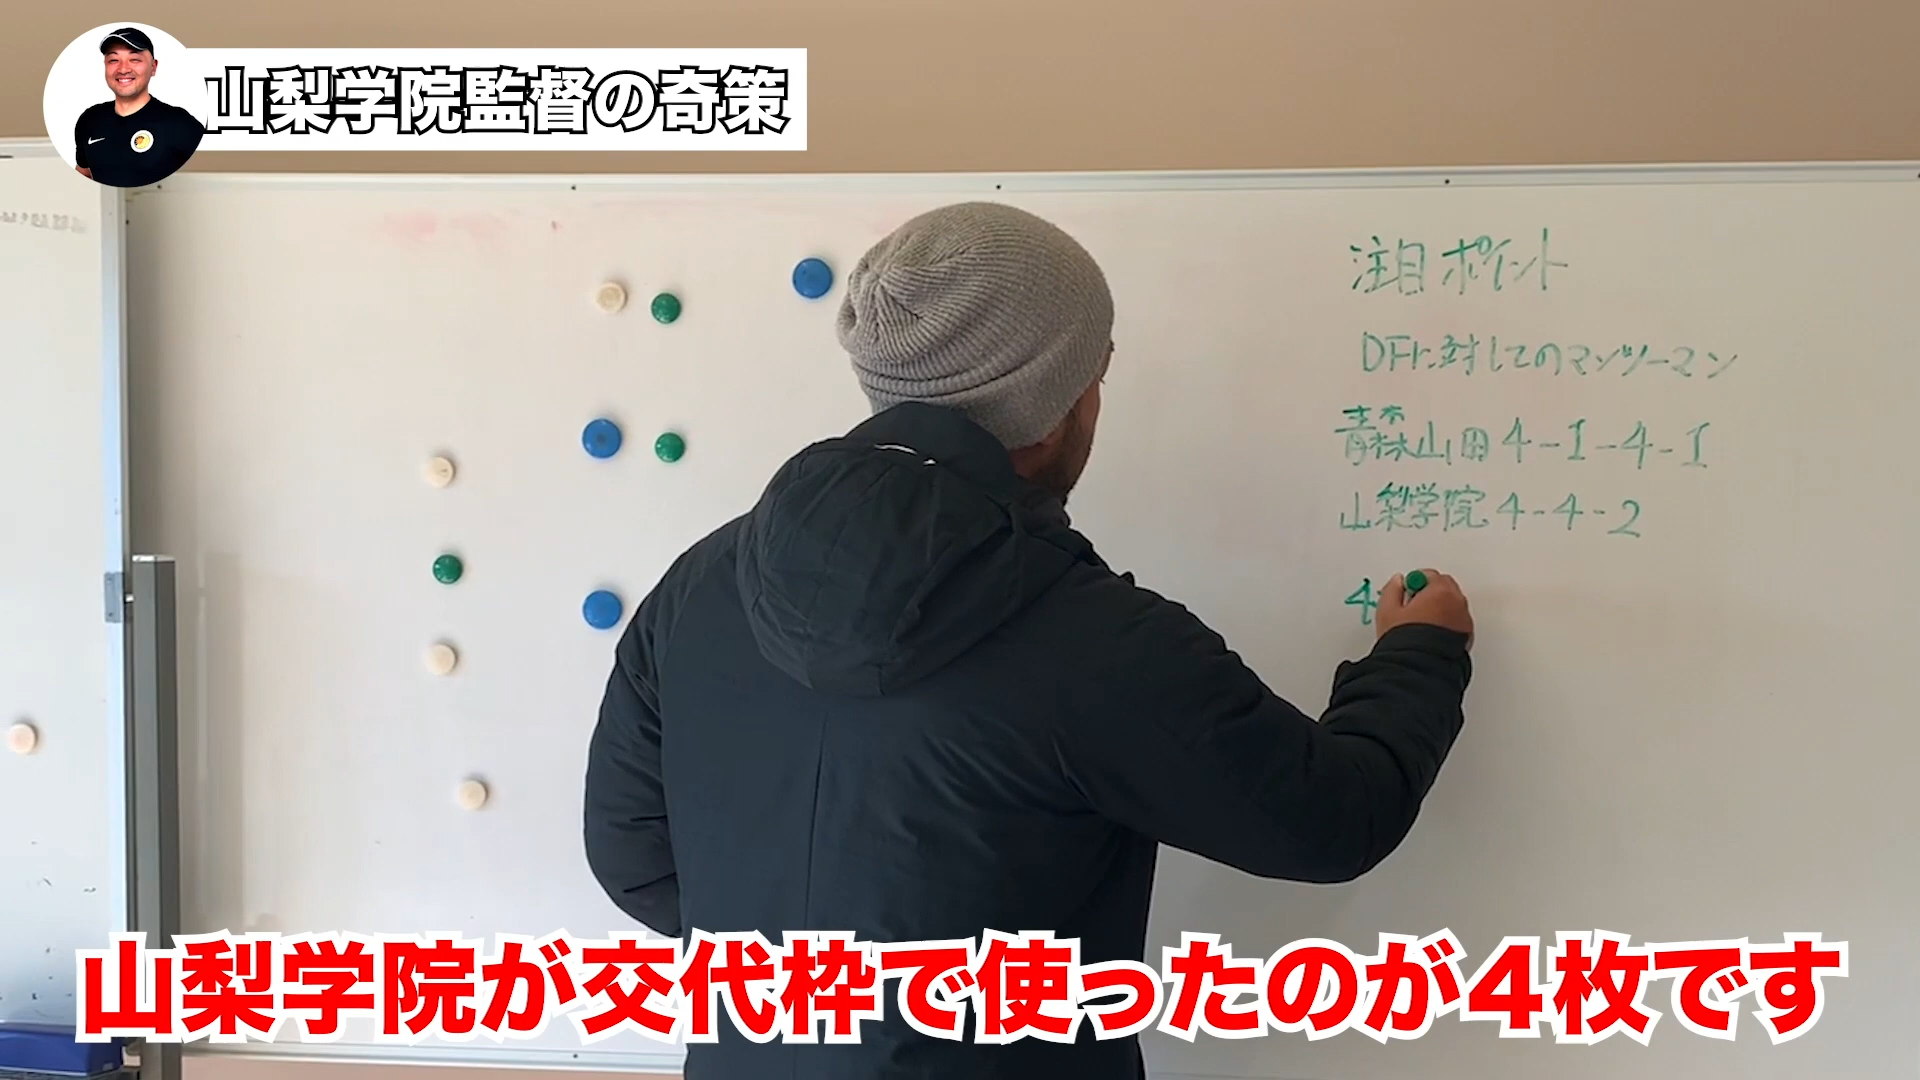 山梨学院監督の奇策
注目ポイント
DFに対してのマンツーマン
青森山田 4-1-4-1
山梨学院 4-4-2
4
山梨学院が交代枠で使ったのが4枚です